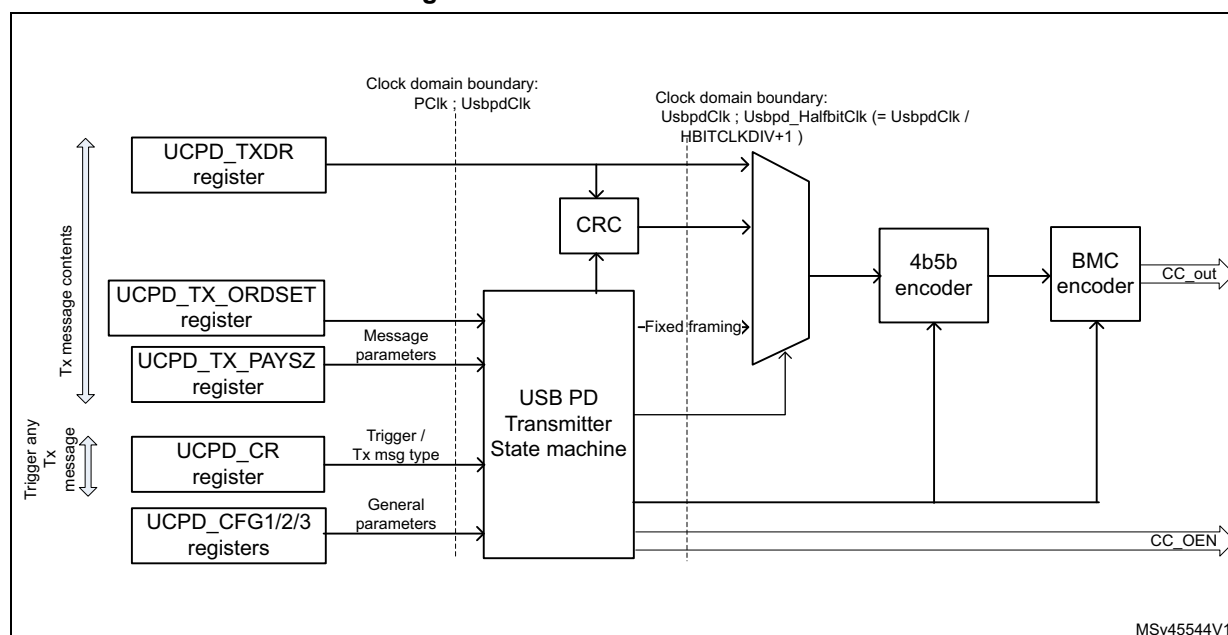 Clock domain boundary:
PClk ; UsbpdClk
Clock domain boundary:
UsbpdClk ; Usbpd_HalfbitClk (= UsbpdClk /
HBITCLKDIV+1 )
UCPD_TXDR
register
CRC
4b5b
encoder
BMC
encoder
CC_out
Tx message contents
UCPD_TX_ORDSET
register
Message
parameters
UCPD_TX_PAYSZ
register
Fixed framing
USB PD
Transmitter
State machine
Trigger any
Tx
message
UCPD_CR
register
Trigger /
Tx msg type
UCPD_CFG1/2/3
registers
General
parameters
CC_OEN
MSv45544V1